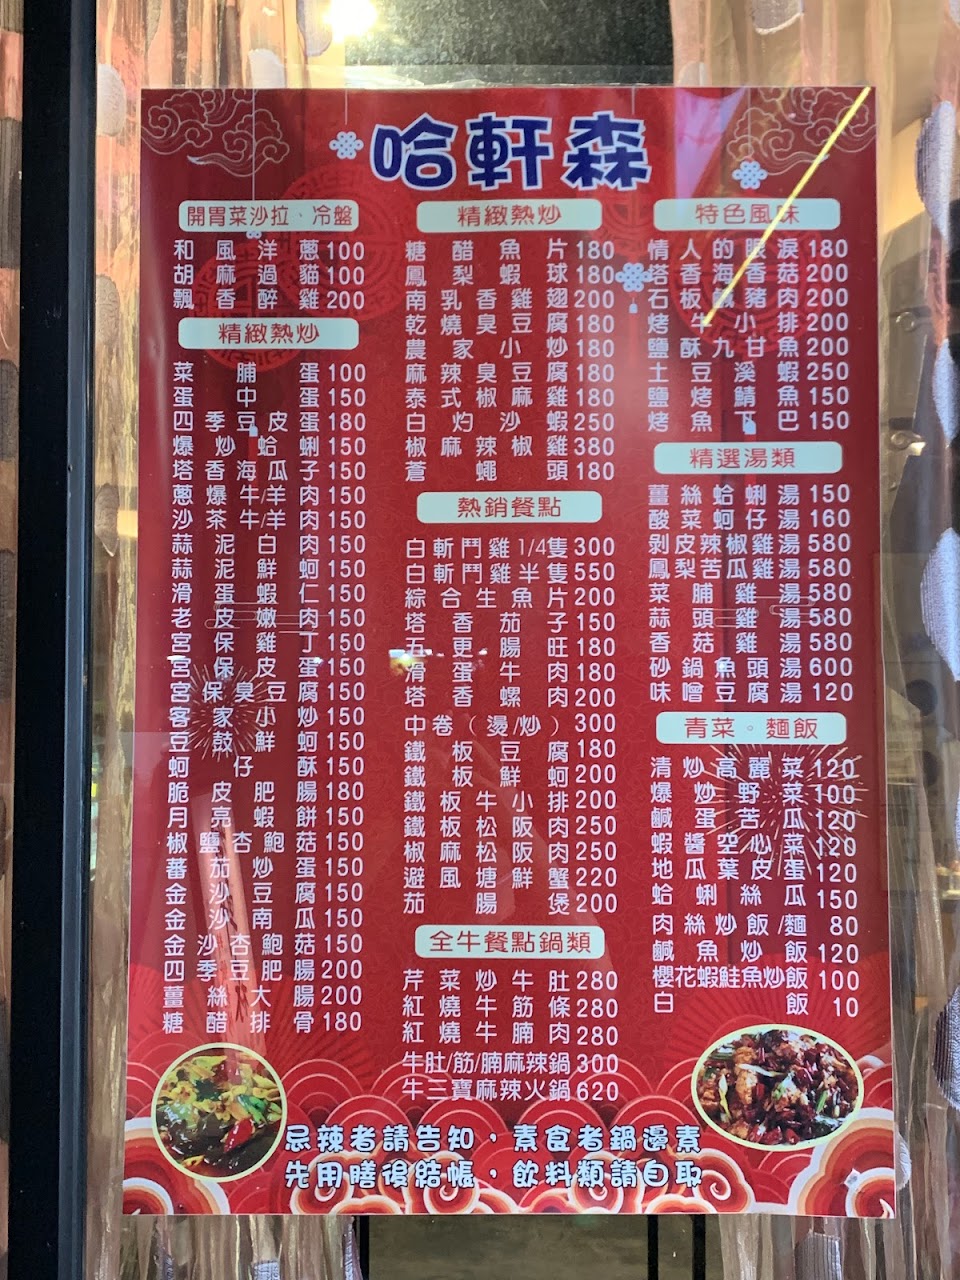 哈軒森
開胃菜沙拉、冷盤
和風洋蔥100
胡麻過貓100
飄香醉雞200
精緻熱炒
菜脯蛋100
蛋中蛋150
四季豆皮蛋180
爆炒蛤蜊150
塔香海瓜子150
蔥爆牛/羊肉150
沙茶牛/羊肉150
蒜泥白肉150
蒜泥鮮蚵150
滑蛋蝦仁150
老皮嫩肉150
宮保雞丁150
宮保皮蛋150
宮保臭豆腐150
客家小炒150
豆鼓鮮蚵150
蚵仔酥150
脆皮肥腸180
月亮蝦餅150
椒鹽杏鮑菇150
蕃茄炒蛋150
金沙豆腐150
金沙南瓜150
金沙杏鮑菇150
四季豆肥腸200
薑絲大腸200
糖醋排骨180
精緻熱炒
糖醋魚片180
鳳梨蝦球180
南乳香雞翅200
乾燒臭豆腐180
農家小炒180
麻辣臭豆腐180
泰式椒麻雞180
白灼沙蝦250
椒麻辣椒雞380
蒼蠅頭180
熱銷餐點
白斬鬥雞1/4隻300
白斬鬥雞半隻550
綜合生魚片200
塔香茄子150
五更腸旺180
滑蛋牛肉180
塔香螺肉200
中卷（燙/炒）300
鐵板豆腐180
鐵板鮮蚵200
鐵板牛小排200
鐵板松阪肉250
椒麻松阪肉250
避風塘鮮蟹220
茄腸煲200
全牛餐點鍋類
芹菜炒牛肚280
紅燒牛筋條280
紅燒牛腩肉280
牛肚/筋/腩麻辣鍋300
牛三寶麻辣火鍋620
特色風味
情人的眼淚180
塔香海香菇200
石板鹹豬肉200
烤牛小排200
鹽酥九甘魚200
土豆溪蝦250
鹽烤鯖魚150
烤魚下巴150
精選湯類
薑絲蛤蜊湯150
酸菜蚵仔湯160
剝皮辣椒雞湯580
鳳梨苦瓜雞湯580
菜脯雞湯580
蒜頭雞湯580
香菇雞湯580
砂鍋魚頭湯600
味噌豆腐湯120
青菜。麵飯
清炒高麗菜120
爆炒野菜100
鹹蛋苦瓜120
蝦醬空心菜120
地瓜葉皮蛋120
蛤蜊絲瓜150
肉絲炒飯/麵80
鹹魚炒飯120
櫻花蝦鮭魚炒飯100
白飯10
忌辣者請告知，素食者鍋邊素
先用膳後結帳，飲料類請自取